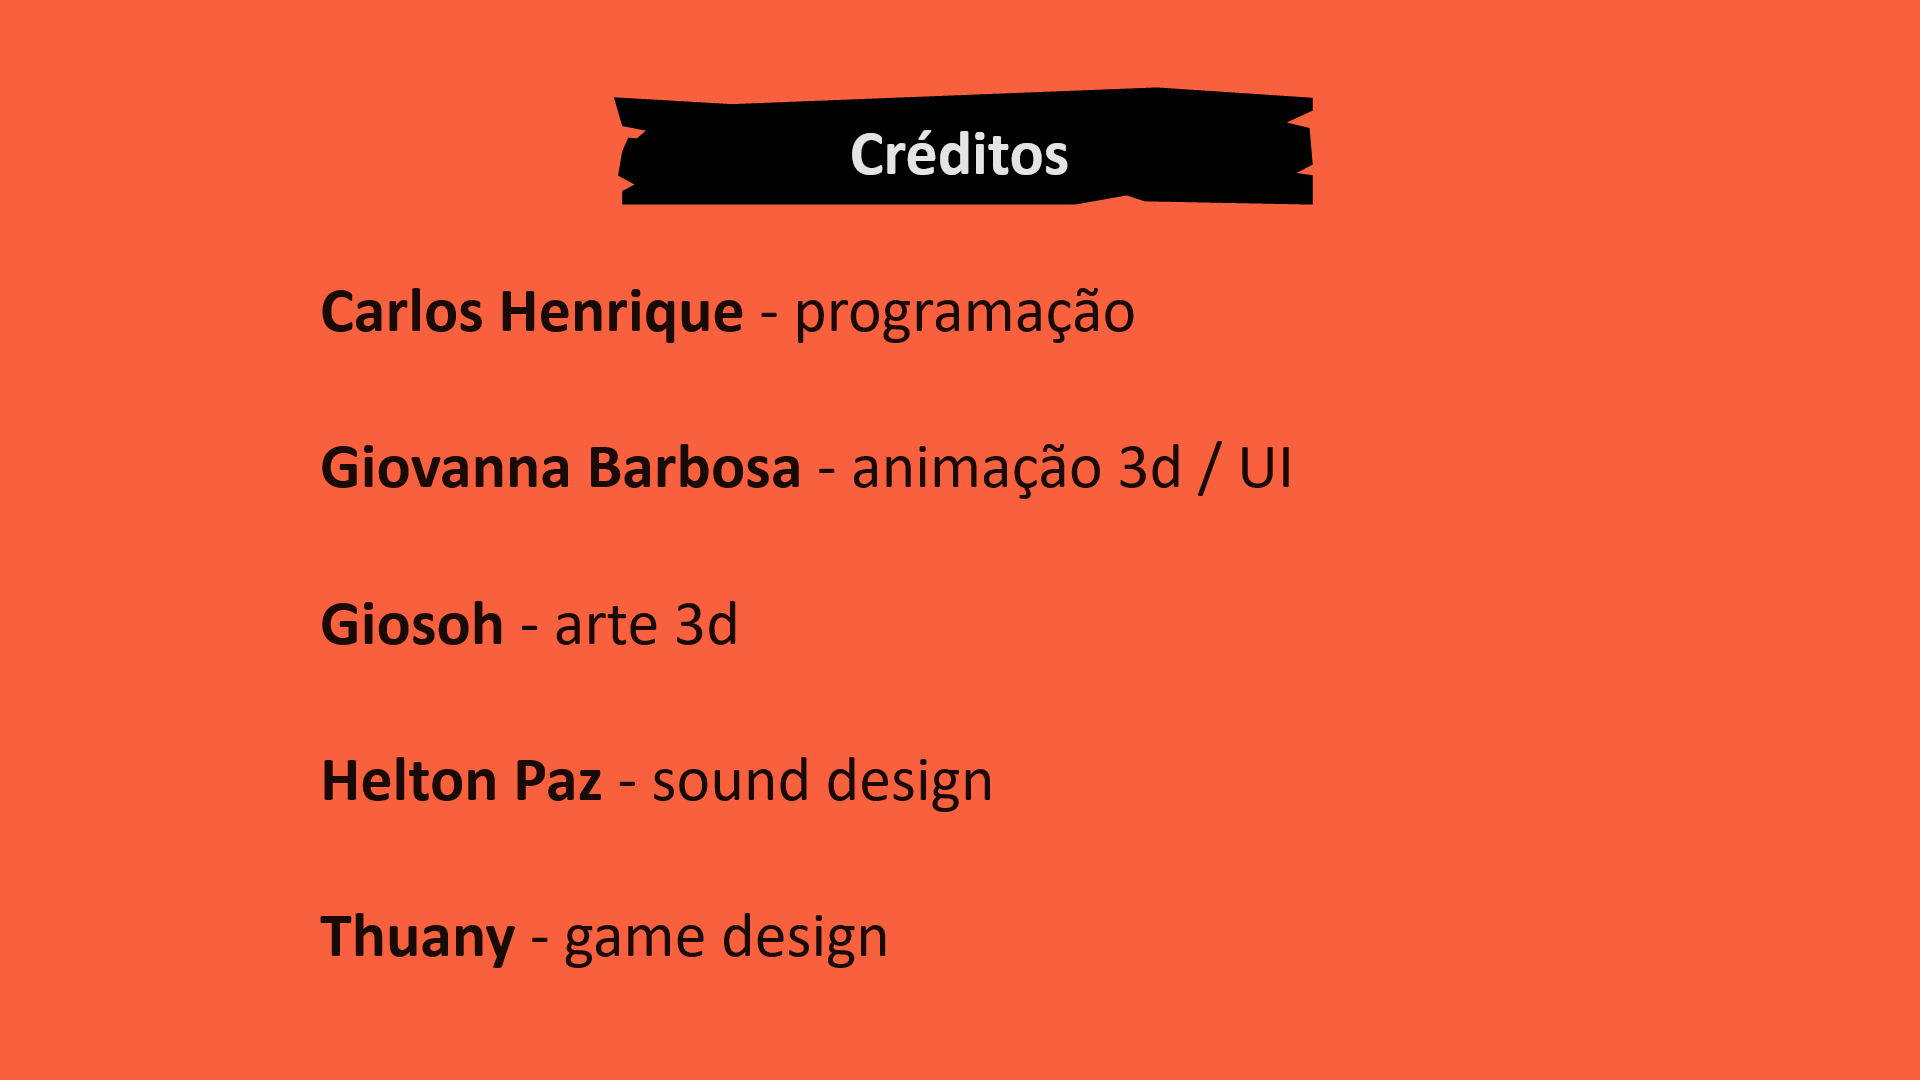 Créditos
Carlos Henrique - programação
Giovanna Barbosa - animação 3d / UI
Giosoh - arte 3d
Helton Paz - sound design
Thuany - game design